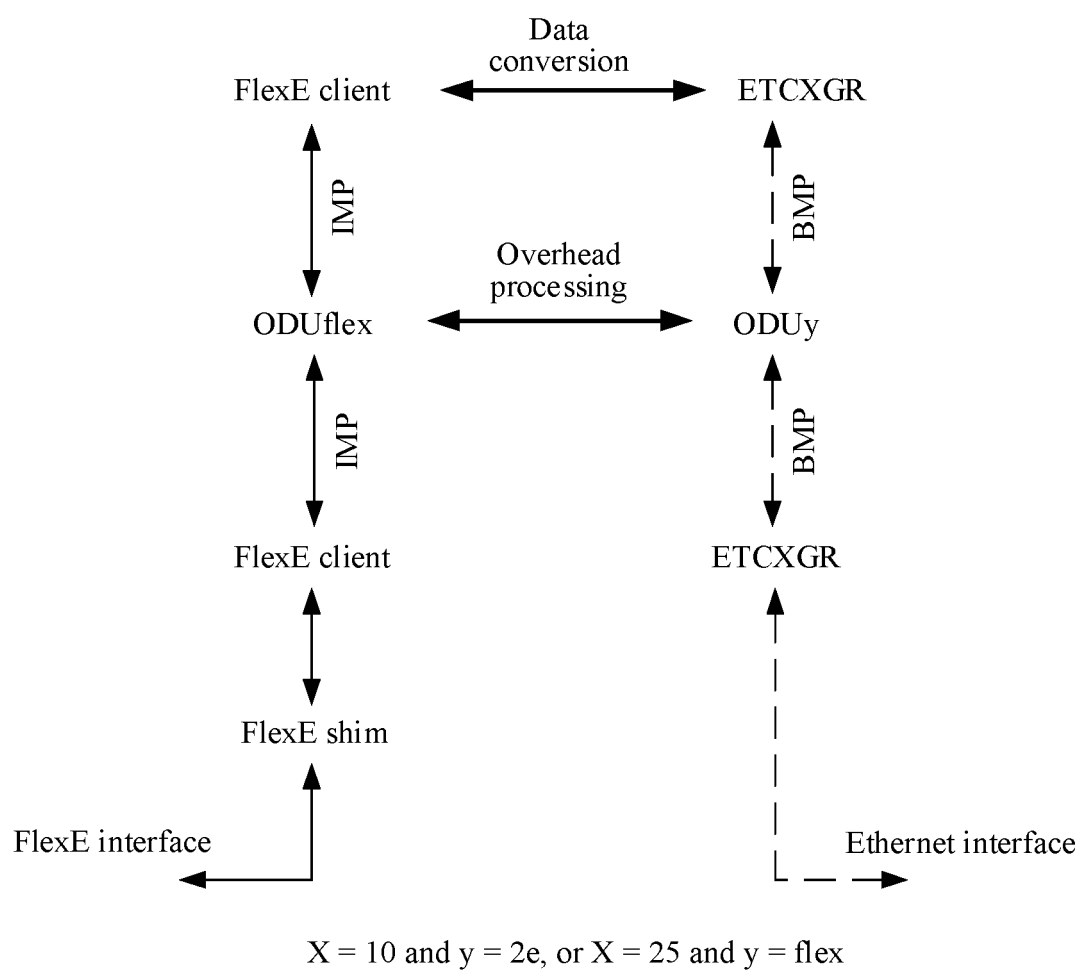 Data
conversion
FlexE client
ETCXGR
IMP
BMP
Overhead
processing
ODUflex
ODUy
IMP
BMP
FlexE client
ETCXGR
FlexE shim
FlexE interface
Ethernet interface
X = 10 and y = 2e, or X = 25 and y = flex